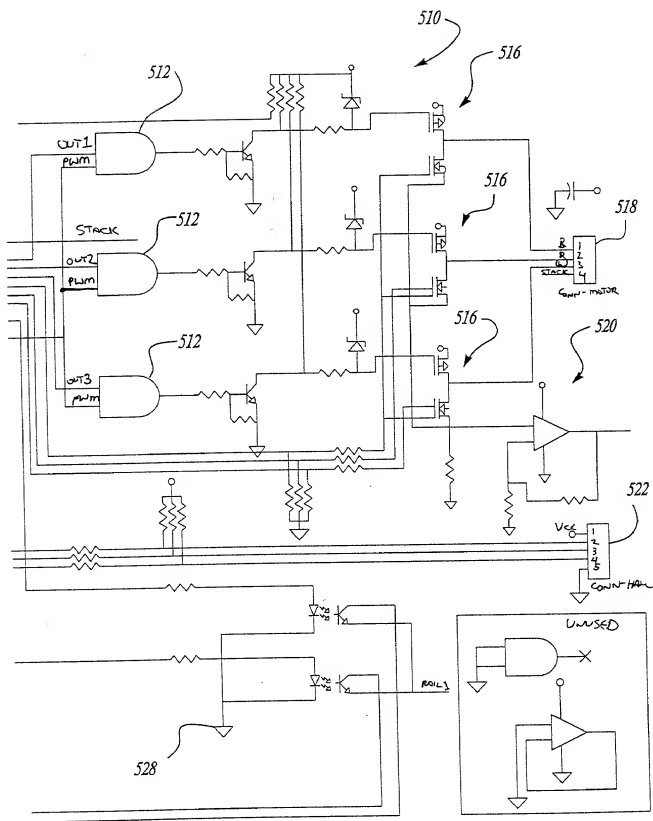 510
516
512
OUT1
PWM
518
STACK
512
516
B 1
R 2
W 3
STACK 4
OUT2
PWM
CONN-MOTOR
512
516
520
OUT3
PWM
522
VCC 1
2
3
4
5
CONN-HALL
UNUSED
RAIL1
528